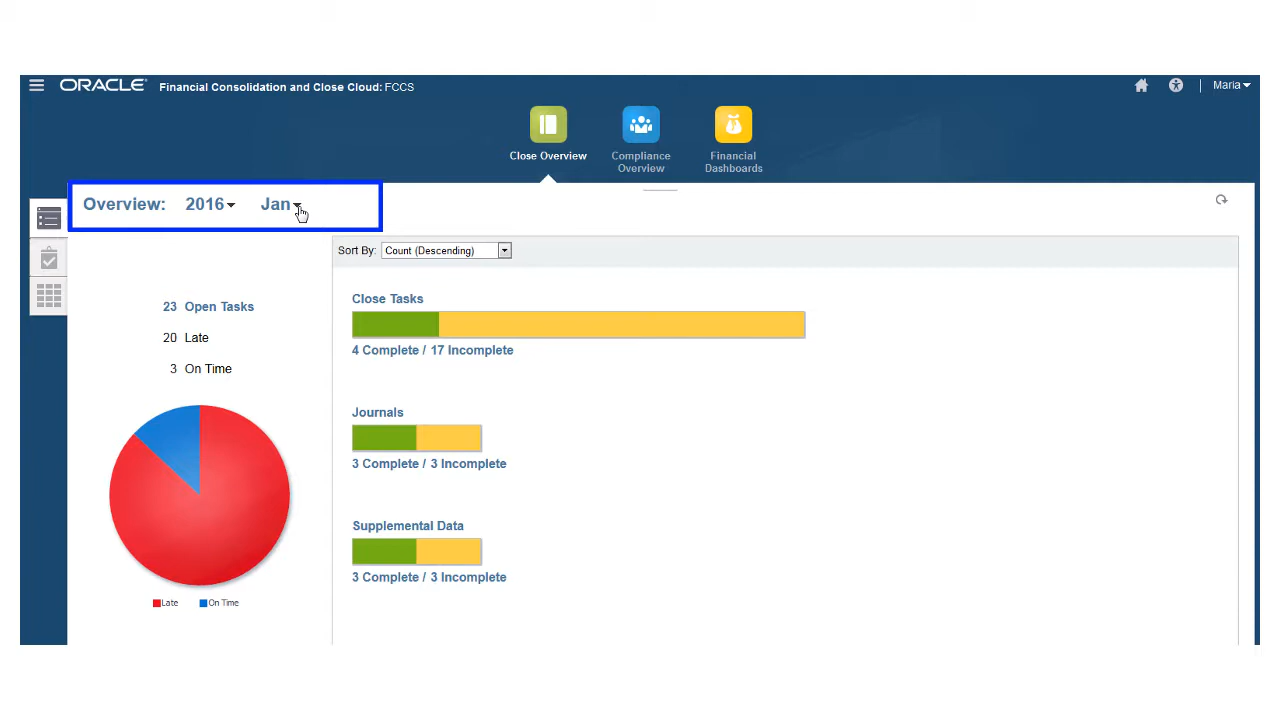 ORACLE® Financial Consolidation and Close Cloud: FCCS
Maria
Close Overview
Compliance
Overview
Financial
Dashboards
Overview: 2016 Jan
Sort By: Count (Descending)
23 Open Tasks
20 Late
3 On Time
Late On Time
Close Tasks
4 Complete / 17 Incomplete
Journals
3 Complete / 3 Incomplete
Supplemental Data
3 Complete / 3 Incomplete